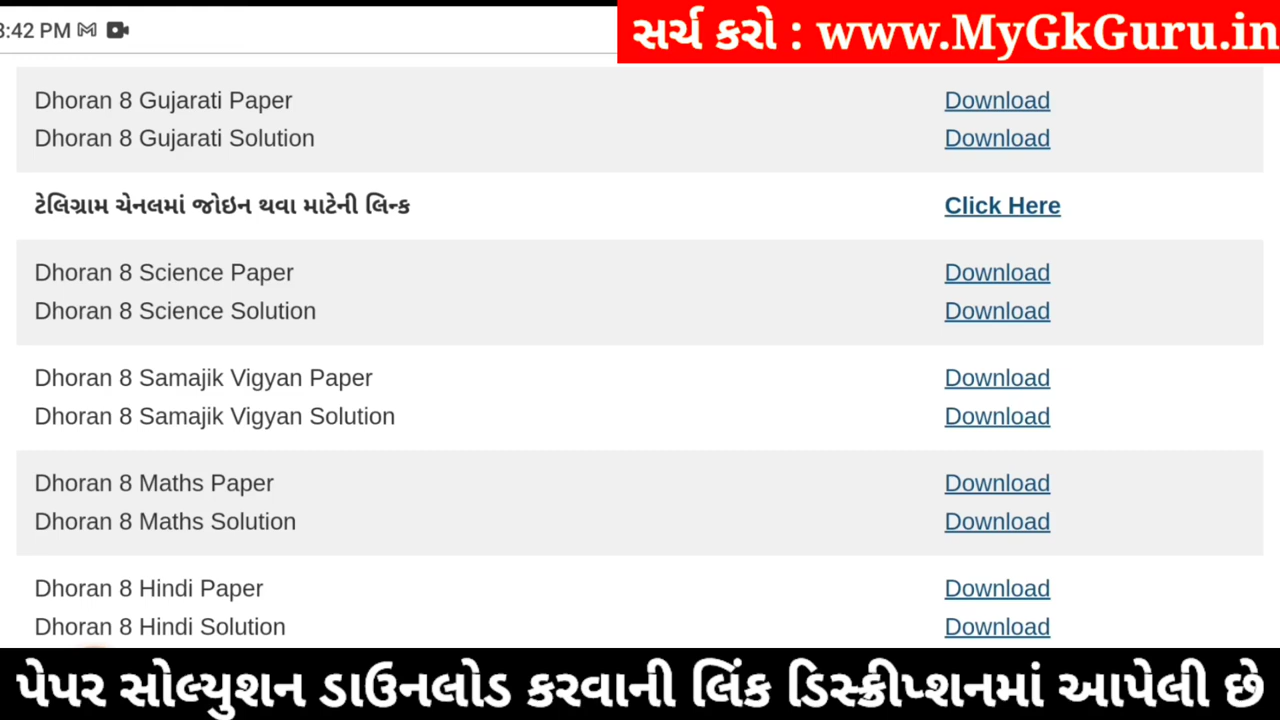 3:42 PM
સર્ચ કરો : www.MyGkGuru.in
Dhoran 8 Gujarati Paper Download
Dhoran 8 Gujarati Solution Download
ટેલિગ્રામ ચેનલમાં જોઇન થવા માટેની લિન્ક Click Here
Dhoran 8 Science Paper Download
Dhoran 8 Science Solution Download
Dhoran 8 Samajik Vigyan Paper Download
Dhoran 8 Samajik Vigyan Solution Download
Dhoran 8 Maths Paper Download
Dhoran 8 Maths Solution Download
Dhoran 8 Hindi Paper Download
Dhoran 8 Hindi Solution Download
પેપર સોલ્યુશન ડાઉનલોડ કરવાની લિંક ડિસ્ક્રીપ્શનમાં આપેલી છે